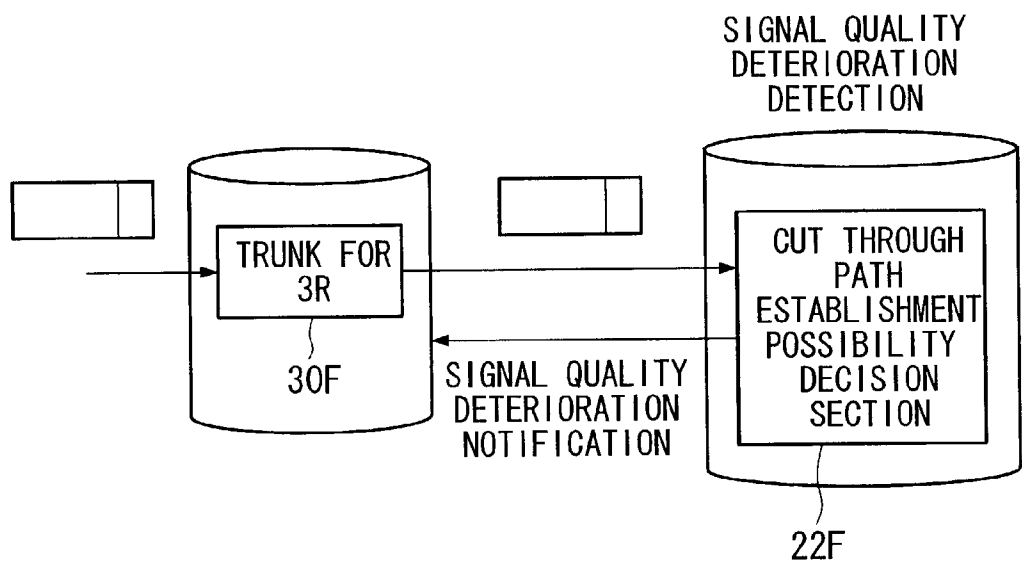 SIGNAL QUALITY
DETERIORATION
DETECTION
TRUNK FOR
3R
30F
CUT THROUGH
PATH
ESTABLISHMENT
POSSIBILITY
DECISION
SECTION
SIGNAL QUALITY
DETERIORATION
NOTIFICATION
22F